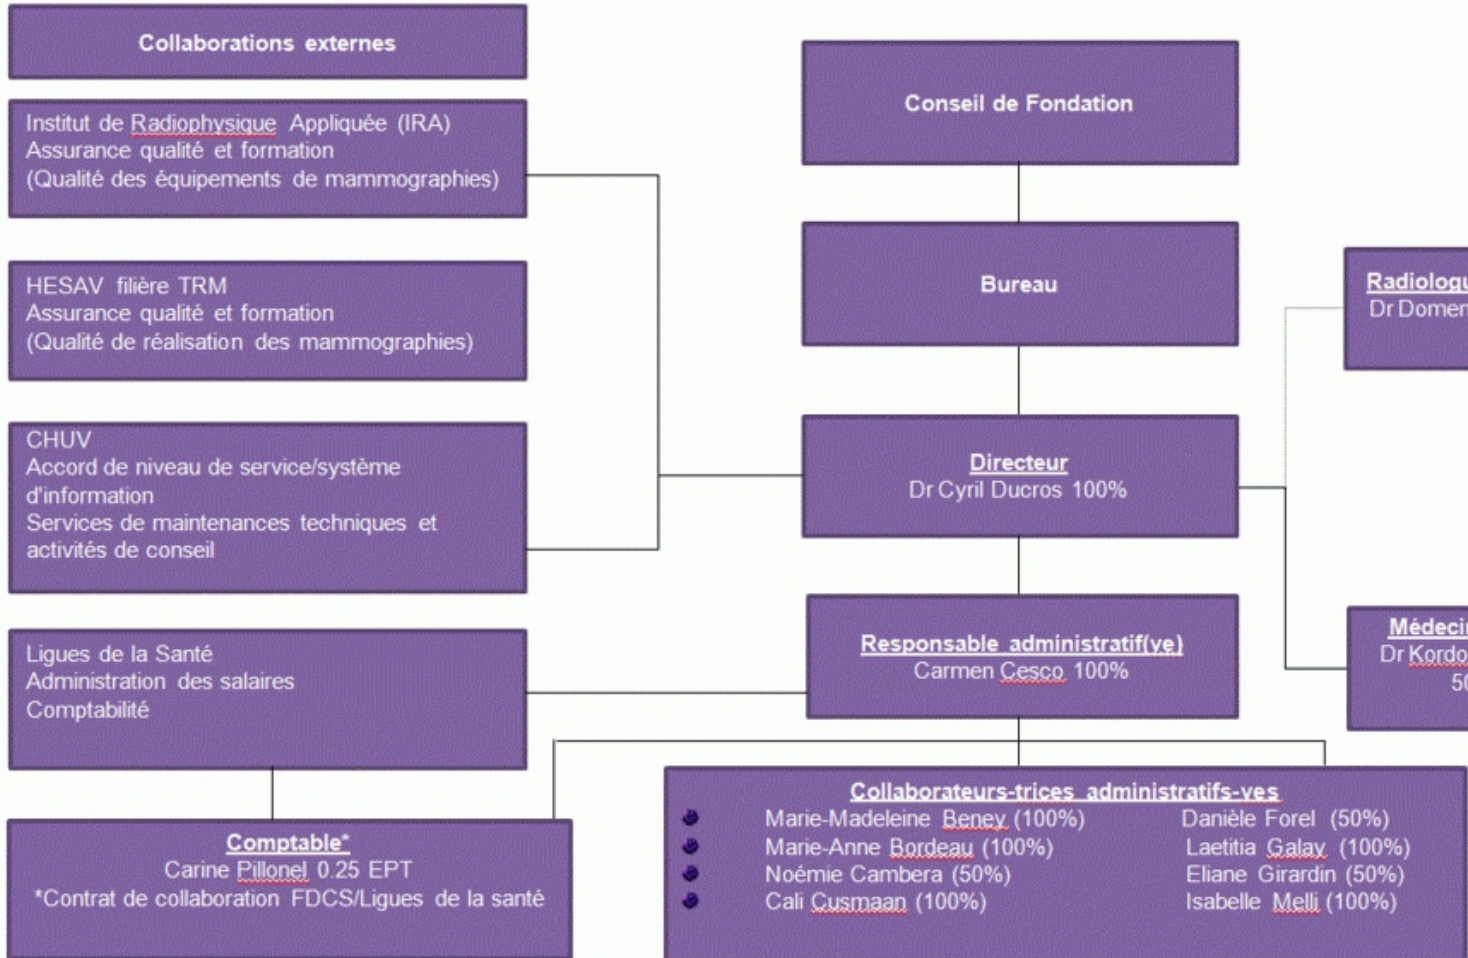 Collaborations externes
Institut de Radiophysique Appliquée (IRA)
Assurance qualité et formation
(Qualité des équipements de mammographies)
HESAV filière TRM
Assurance qualité et formation
(Qualité de réalisation des mammographies)
CHUV
Accord de niveau de service/système
d'information
Services de maintenances techniques et
activités de conseil
Ligues de la Santé
Administration des salaires
Comptabilité
Comptable*
Carine Pillonel 0.25 EPT
*Contrat de collaboration FDCS/Ligues de la santé
Conseil de Fondation
Bureau
Directeur
Dr Cyril Ducros 100%
Responsable administratif(ve)
Carmen Cesco 100%
Collaborateurs-trices administratifs-ves
Marie-Madeleine Beney (100%) Danièle Forel (50%)
Marie-Anne Bordeau (100%) Laetitia Galay (100%)
Noémie Cambera (50%) Eliane Girardin (50%)
Cali Cusmaan (100%) Isabelle Melli (100%)
Dr
Dr